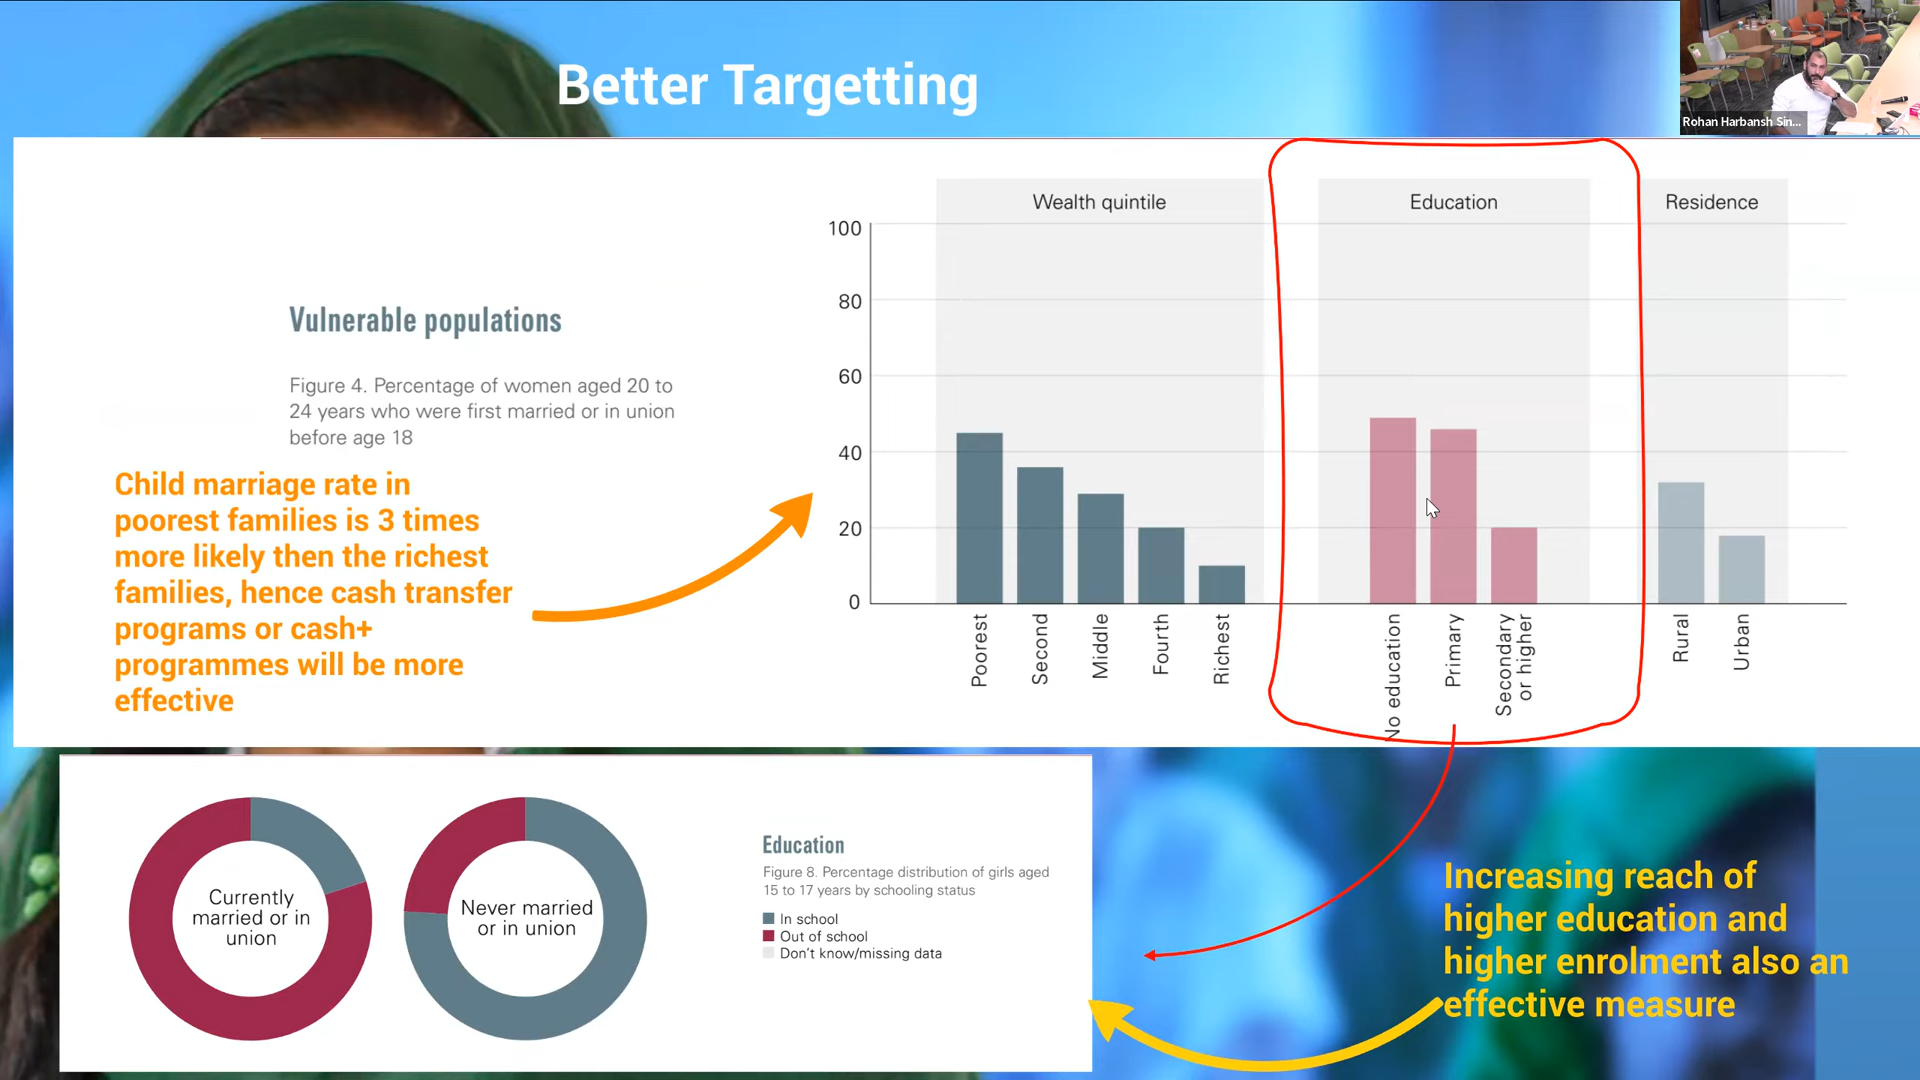 Better Targetting
Rohan Harbansh Sin...
Vulnerable populations
Figure 4. Percentage of women aged 20 to
24 years who were first married or in union
before age 18
Child marriage rate in
poorest families is 3 times
more likely then the richest
families, hence cash transfer
programs or cash+
programmes will be more
effective
Wealth quintile
Education
Residence
100
80
60
40
20
0
Poorest
Second
Middle
Fourth
Richest
No education
Primary
Secondary
or higher
Rural
Urban
Currently
married or in
union
Never married
or in union
Education
Figure 8. Percentage distribution of girls aged
15 to 17 years by schooling status
In school
Out of school
Don't know/missing data
Increasing reach of
higher education and
higher enrolment also an
effective measure